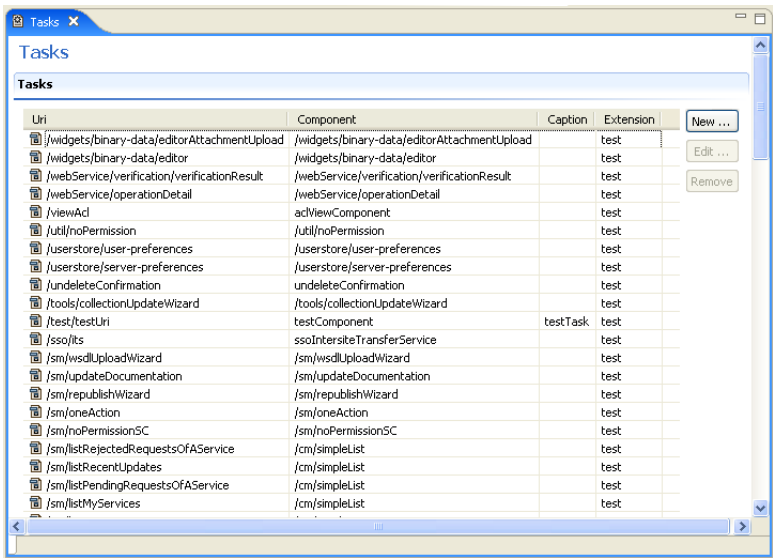 Tasks
Tasks
Tasks
Uri Component Caption Extension New ...
/widgets/binary-data/editorAttachmentUpload /widgets/binary-data/editorAttachmentUpload test
/widgets/binary-data/editor /widgets/binary-data/editor test Edit ...
/webService/verification/verificationResult /webService/verification/verificationResult test
/webService/operationDetail /webService/operationDetail test Remove
/viewAcl aclViewComponent test
/util/noPermission /util/noPermission test
/userstore/user-preferences /userstore/user-preferences test
/userstore/server-preferences /userstore/server-preferences test
/undeleteConfirmation undeleteConfirmation test
/tools/collectionUpdateWizard /tools/collectionUpdateWizard test
/test/testUri testComponent testTask test
/sso/its ssoIntersiteTransferService test
/sm/wsdlUploadWizard /sm/wsdlUploadWizard test
/sm/updateDocumentation /sm/updateDocumentation test
/sm/republishWizard /sm/republishWizard test
/sm/oneAction /sm/oneAction test
/sm/noPermissionSC /sm/noPermissionSC test
/sm/listRejectedRequestsOfAService /cm/simpleList test
/sm/listRecentUpdates /cm/simpleList test
/sm/listPendingRequestsOfAService /cm/simpleList test
/sm/listMyServices /cm/simpleList test